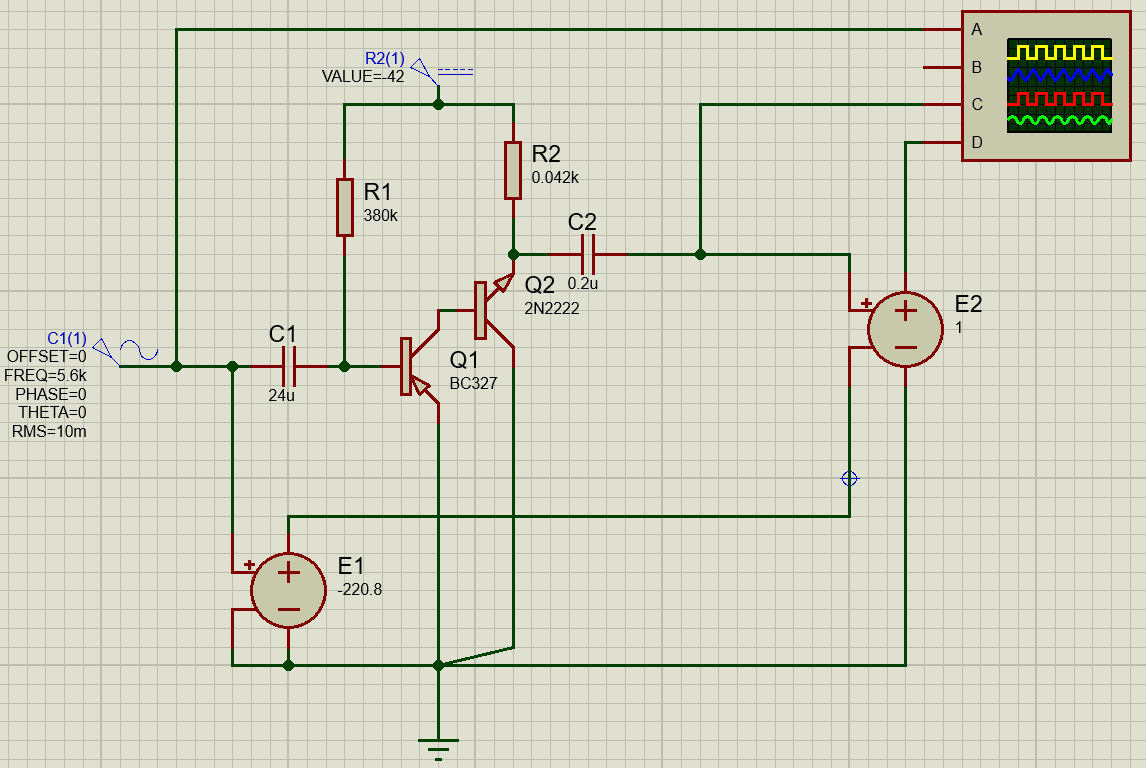 A
B
C
D
R2(1)
VALUE=-42
R2
0.042k
R1
380k
C2
0.2u
Q2
2N2222
E2
1
C1(1)
OFFSET=0
FREQ=5.6k
PHASE=0
THETA=0
RMS=10m
C1
24u
Q1
BC327
E1
-220.8